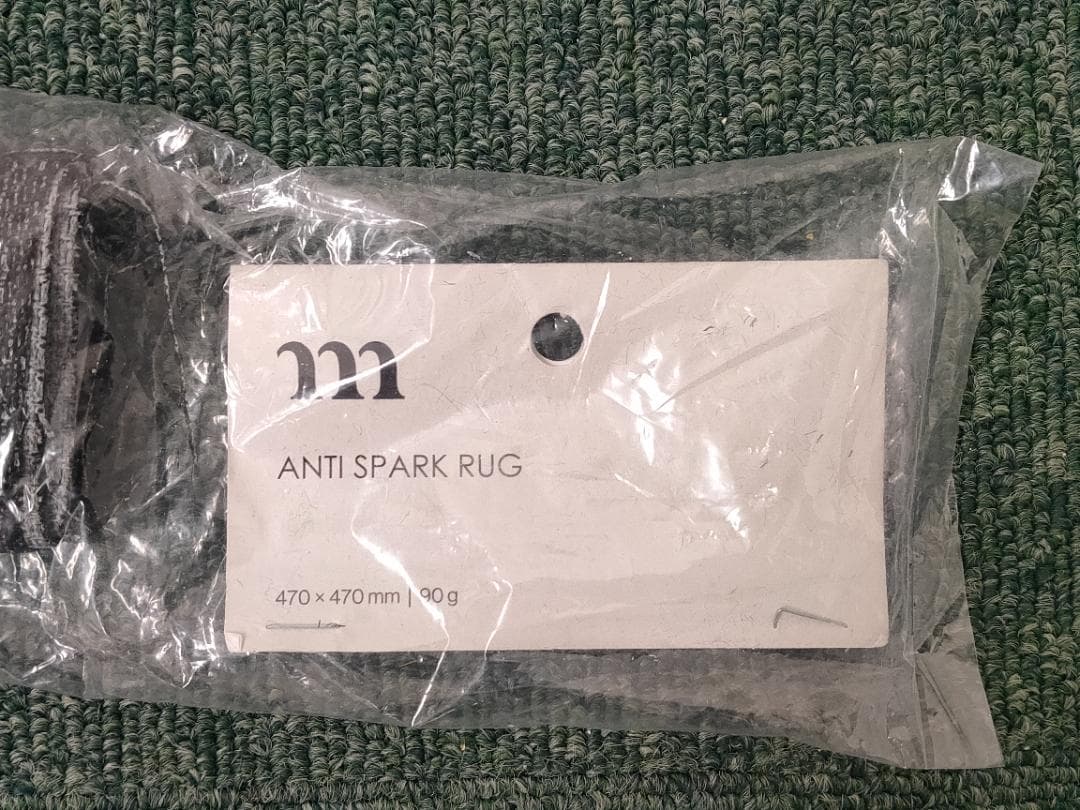 m
ANTI SPARK RUG
470 × 470 mm | 90 g